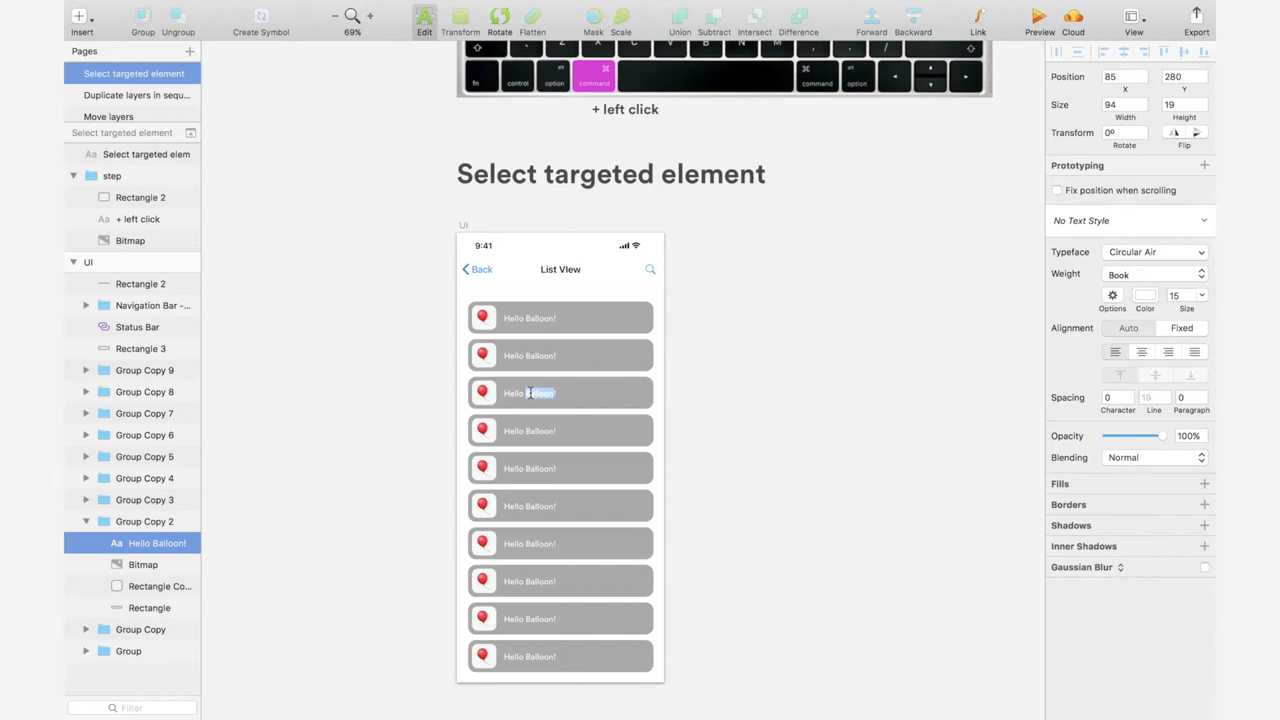 Insert
Group
Ungroup
Create Symbol
69%
Edit
Transform
Rotate
Flatten
Mask
Scale
Union
Subtract
Intersect
Difference
Forward
Backward
Link
Preview
Cloud
View
Export
Pages
Select targeted element
Duplicate layers in sequ...
Move layers
Select targeted element
Aa Select targeted elem
step
Rectangle 2
Aa + left click
Bitmap
UI
Rectangle 2
Navigation Bar -...
Status Bar
Rectangle 3
Group Copy 9
Group Copy 8
Group Copy 7
Group Copy 6
Group Copy 5
Group Copy 4
Group Copy 3
Group Copy 2
Aa Hello Balloon!
Bitmap
Rectangle Co...
Rectangle
Group Copy
Group
Filter
fn
control
alt
option
⌘
command
⌘
command
alt
option
+ left click
Select targeted element
UI
9:41
Back
List VIew
Hello Balloon!
Hello Balloon!
Hello Balloon!
Hello Balloon!
Hello Balloon!
Hello Balloon!
Hello Balloon!
Hello Balloon!
Hello Balloon!
Hello Balloon!
Position 85 280
X Y
Size 94 19
Width Height
Transform 0º
Rotate Flip
Prototyping
Fix position when scrolling
No Text Style
Typeface Circular Air
Weight Book
15
Options Color Size
Alignment Auto Fixed
Spacing 0 19 0
Character Line Paragraph
Opacity 100%
Blending Normal
Fills
Borders
Shadows
Inner Shadows
Gaussian Blur